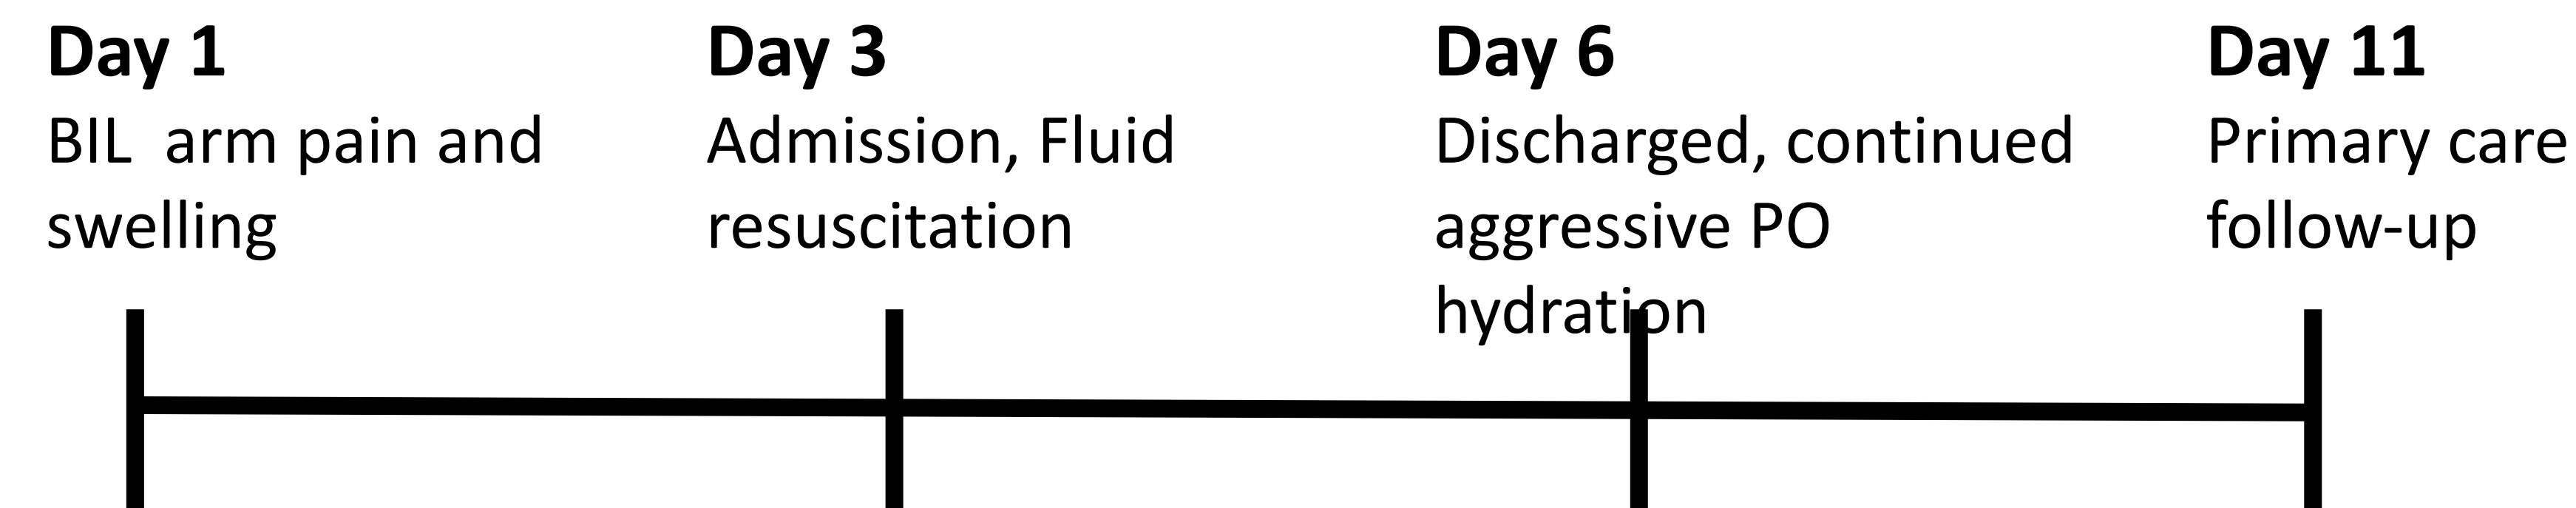 Day 1
BIL  arm pain and
swelling
Day 3
Admission, Fluid
resuscitation
Day 6
Discharged, continued
aggressive PO
hydration
Day 11
Primary care
follow-up